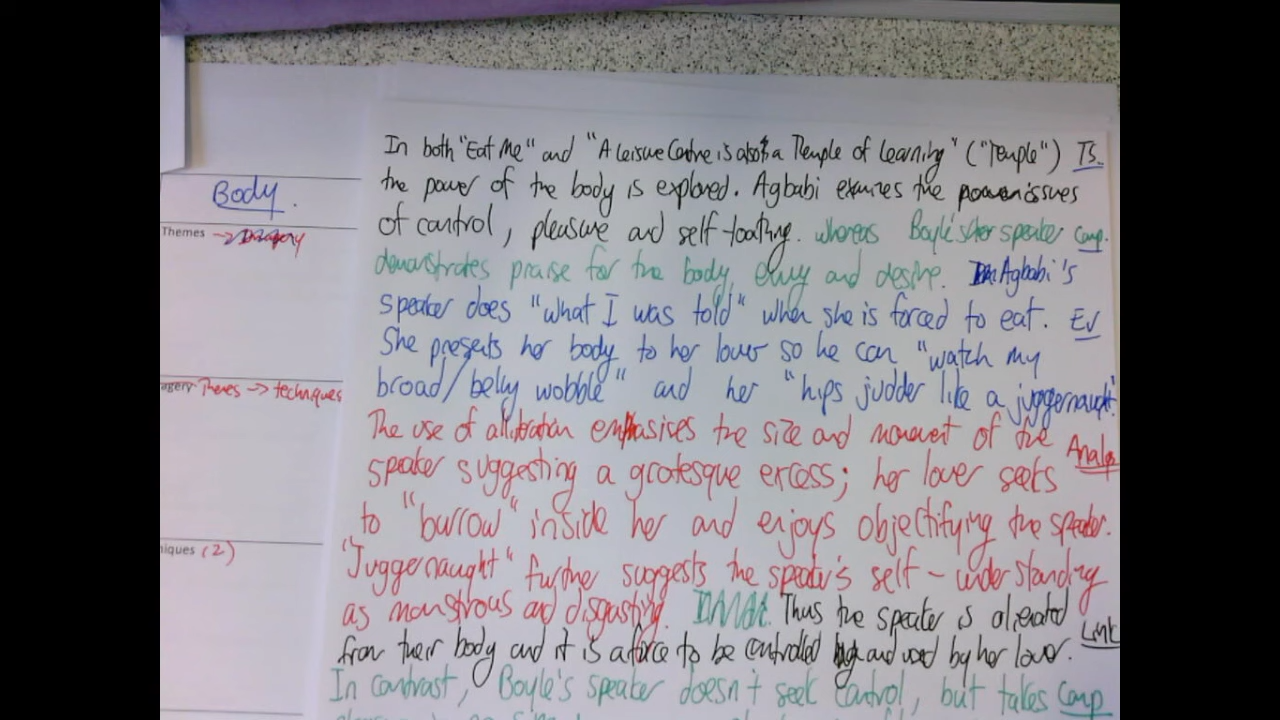 In both "Eat Me" and "A Leisure Centre is also a Temple of Learning" ("Temple") TS.
the power of the body is explored. Agbabi examines the issues
of control, pleasure and self-loathing. whereas Boyle's speaker comp.
demonstrates praise for the body, envy and desire. Agbabi's
speaker does "what I was told" when she is forced to eat. Ev
She presents her body to her lover so he can "watch my
broad/belly wobble" and her "hips judder like a juggernaught".
The use of alliteration emphasises the size and movement of the Analys
speaker suggesting a grotesque excess; her lover seeks
to "burrow" inside her and enjoys objectifying the speaker.
"Juggernaught" further suggests the speaker's self-understanding
as monstrous and disgusting. Thus the speaker is alienated
from their body and it is a force to be controlled and used by her lover. Link
In contrast, Boyle's speaker doesn't seek control, but takes Comp
Body.
Themes
agery Themes -> techniques
iques (2)